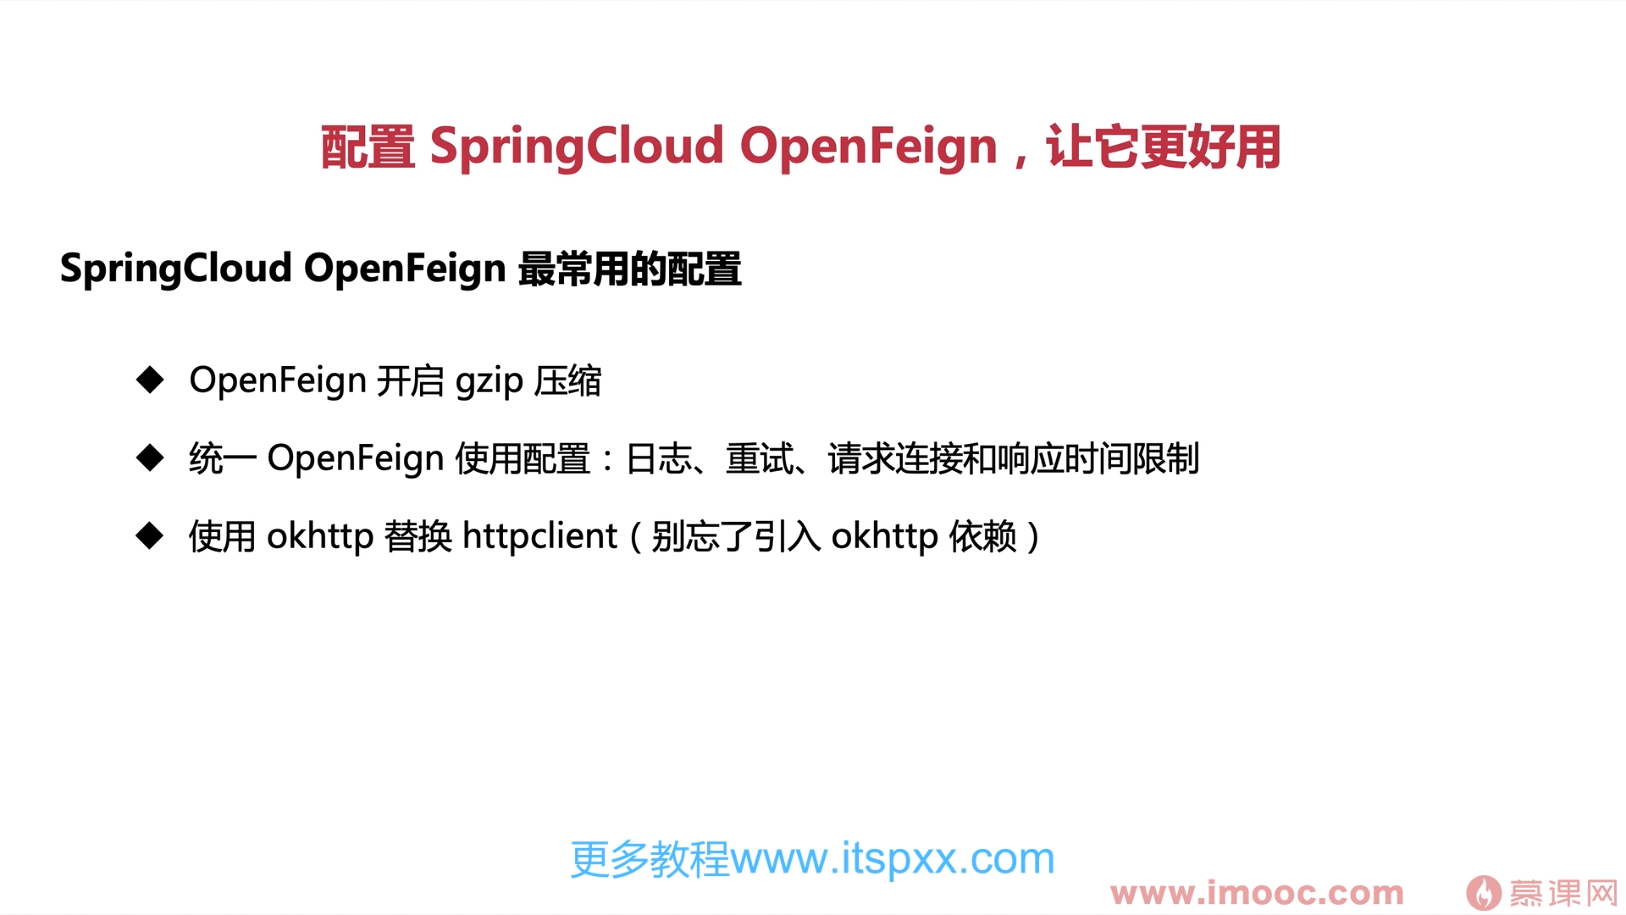 配置 SpringCloud OpenFeign，让它更好用
SpringCloud OpenFeign 最常用的配置
◆ OpenFeign 开启 gzip 压缩
◆ 统一 OpenFeign 使用配置：日志、重试、请求连接和响应时间限制
◆ 使用 okhttp 替换 httpclient（别忘了引入 okhttp 依赖）
更多教程www.itspxx.com
www.imooc.com 慕课网